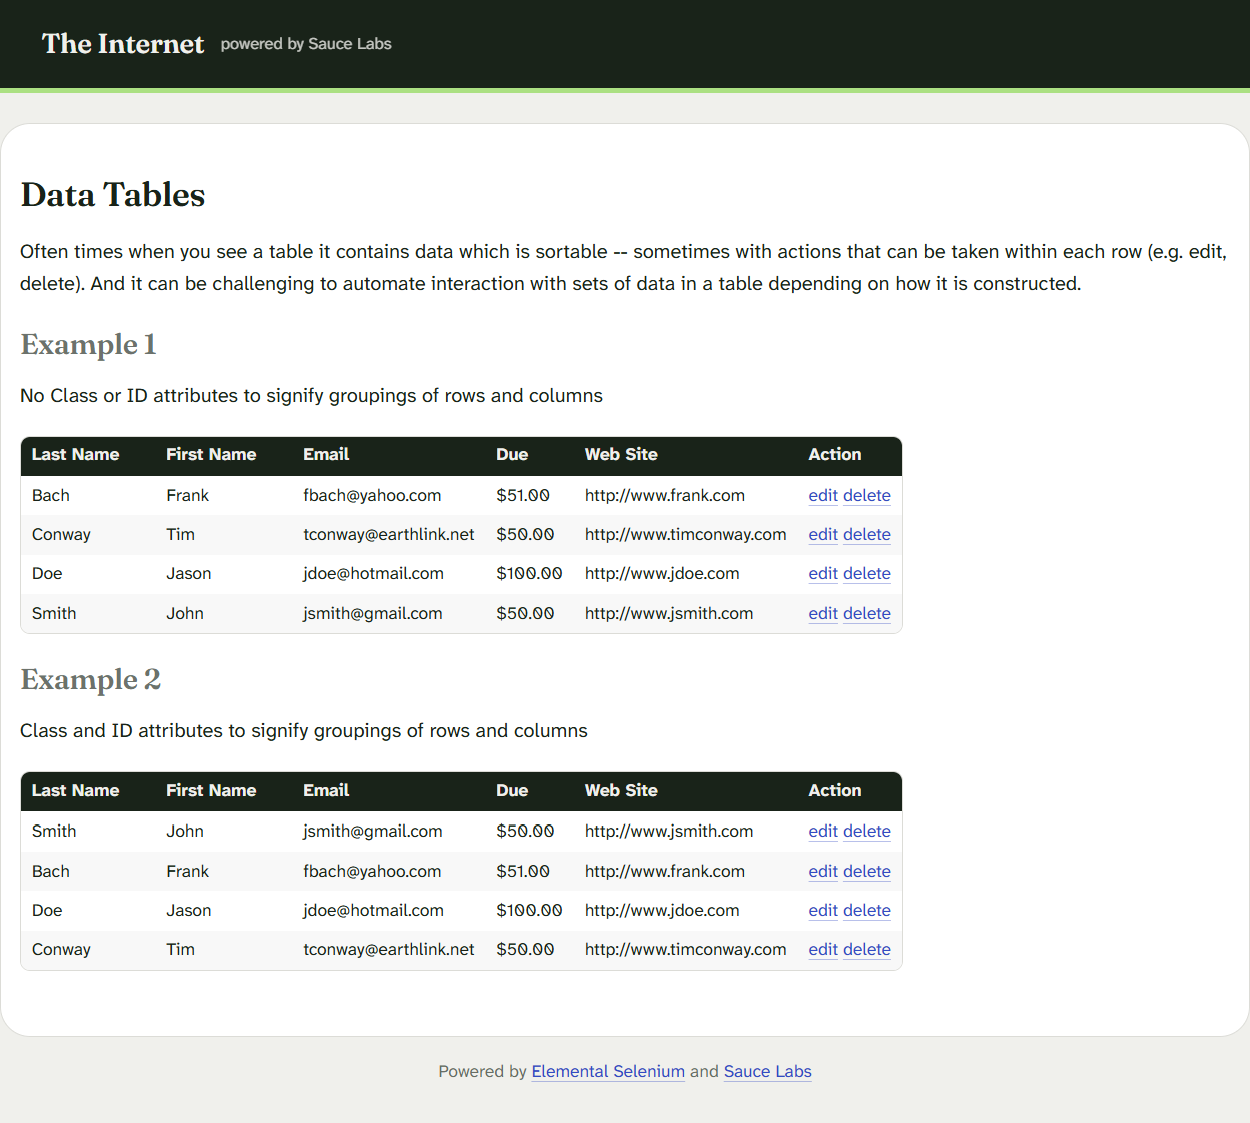 The Internet powered by Sauce Labs
Data Tables
Often times when you see a table it contains data which is sortable -- sometimes with actions that can be taken within each row (e.g. edit,
delete). And it can be challenging to automate interaction with sets of data in a table depending on how it is constructed.
Example 1
No Class or ID attributes to signify groupings of rows and columns
Last Name First Name Email Due Web Site Action
Bach Frank fbach@yahoo.com $51.00 http://www.frank.com edit delete
Conway Tim tconway@earthlink.net $50.00 http://www.timconway.com edit delete
Doe Jason jdoe@hotmail.com $100.00 http://www.jdoe.com edit delete
Smith John jsmith@gmail.com $50.00 http://www.jsmith.com edit delete
Example 2
Class and ID attributes to signify groupings of rows and columns
Last Name First Name Email Due Web Site Action
Smith John jsmith@gmail.com $50.00 http://www.jsmith.com edit delete
Bach Frank fbach@yahoo.com $51.00 http://www.frank.com edit delete
Doe Jason jdoe@hotmail.com $100.00 http://www.jdoe.com edit delete
Conway Tim tconway@earthlink.net $50.00 http://www.timconway.com edit delete
Powered by Elemental Selenium and Sauce Labs